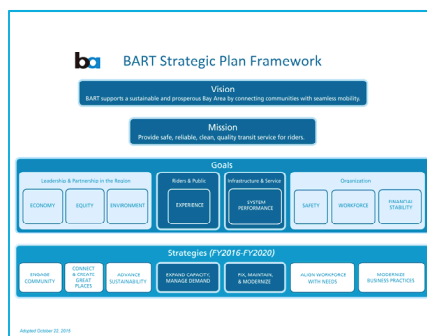 ba BART Strategic Plan Framework
Vision
BART supports a sustainable and prosperous Bay Area by connecting communities with seamless mobility.
Mission
Provide safe, reliable, clean, quality transit service for riders.
Goals
Leadership & Partnership in the Region
Riders & Public
Infrastructure & Service
Organization
ECONOMY
EQUITY
ENVIRONMENT
EXPERIENCE
SYSTEM
PERFORMANCE
SAFETY
WORKFORCE
FINANCIAL
STABILITY
Strategies (FY2016-FY2020)
ENGAGE
COMMUNITY
CONNECT
& CREATE
GREAT
PLACES
ADVANCE
SUSTAINABILITY
EXPAND CAPACITY,
MANAGE DEMAND
FIX, MAINTAIN,
& MODERNIZE
ALIGN WORKFORCE
WITH NEEDS
MODERNIZE
BUSINESS PRACTICES
Adopted October 22, 2015